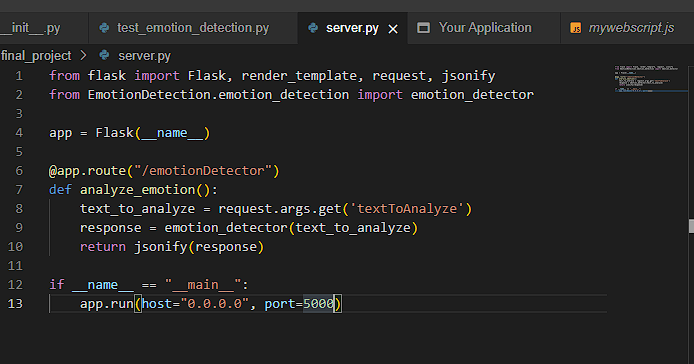 __init__.py test_emotion_detection.py server.py Your Application mywebscript.js
final_project > server.py
1 from flask import Flask, render_template, request, jsonify
2 from EmotionDetection.emotion_detection import emotion_detector
3
4 app = Flask(__name__)
5
6 @app.route("/emotionDetector")
7 def analyze_emotion():
8     text_to_analyze = request.args.get('textToAnalyze')
9     response = emotion_detector(text_to_analyze)
10     return jsonify(response)
11
12 if __name__ == "__main__":
13     app.run(host="0.0.0.0", port=5000)